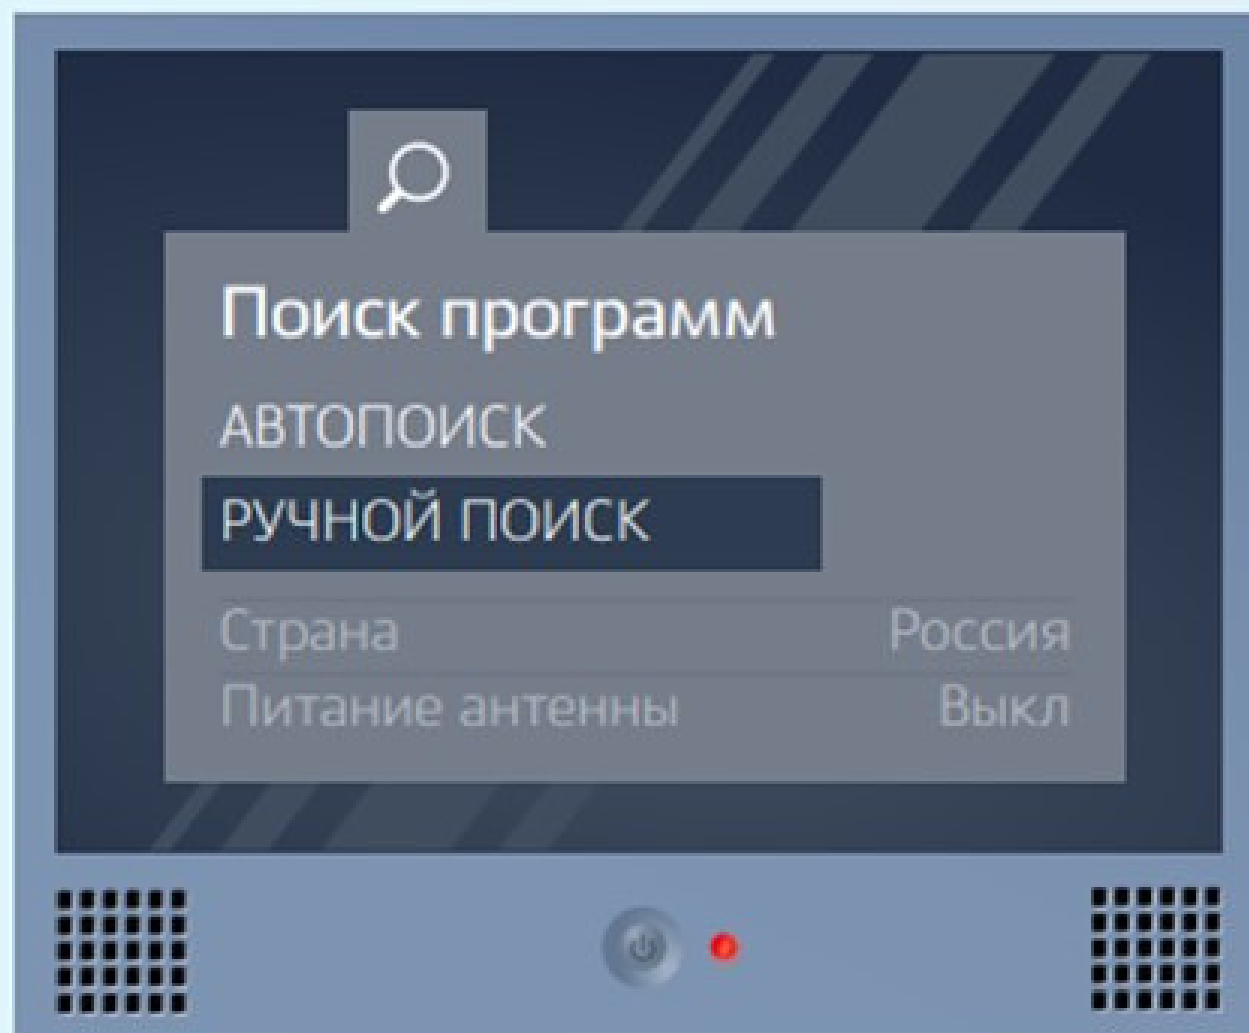 Поиск программ
АВТОПОИСК
РУЧНОЙ ПОИСК
Страна Россия
Питание антенны Выкл